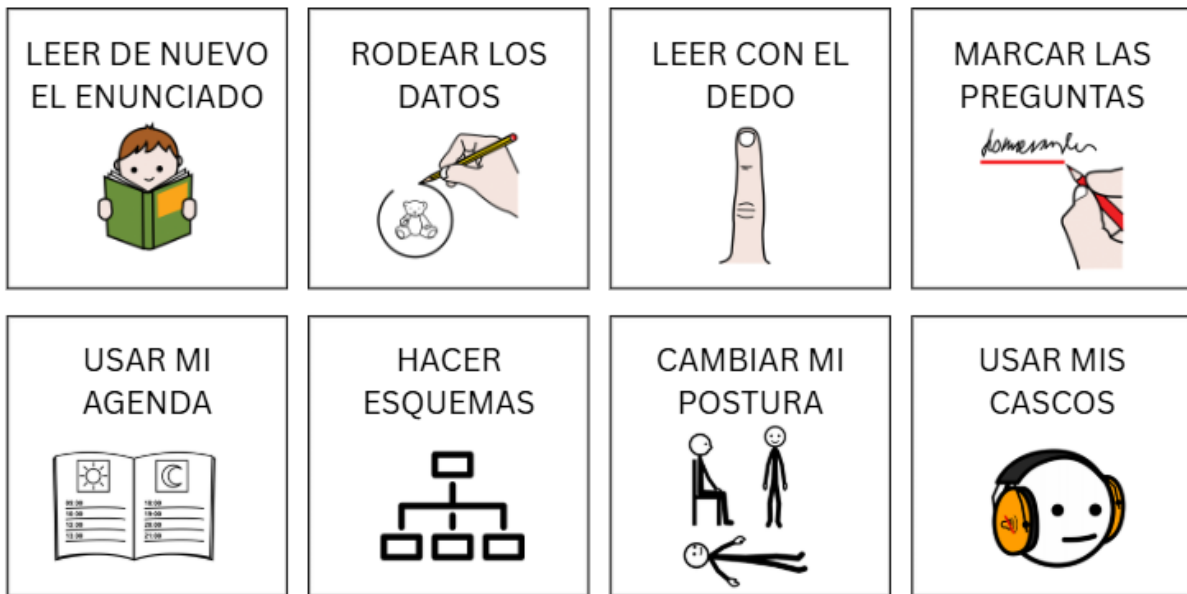 LEER DE NUEVO
EL ENUNCIADO
RODEAR LOS
DATOS
LEER CON EL
DEDO
MARCAR LAS
PREGUNTAS
USAR MI
AGENDA
HACER
ESQUEMAS
CAMBIAR MI
POSTURA
USAR MIS
CASCOS